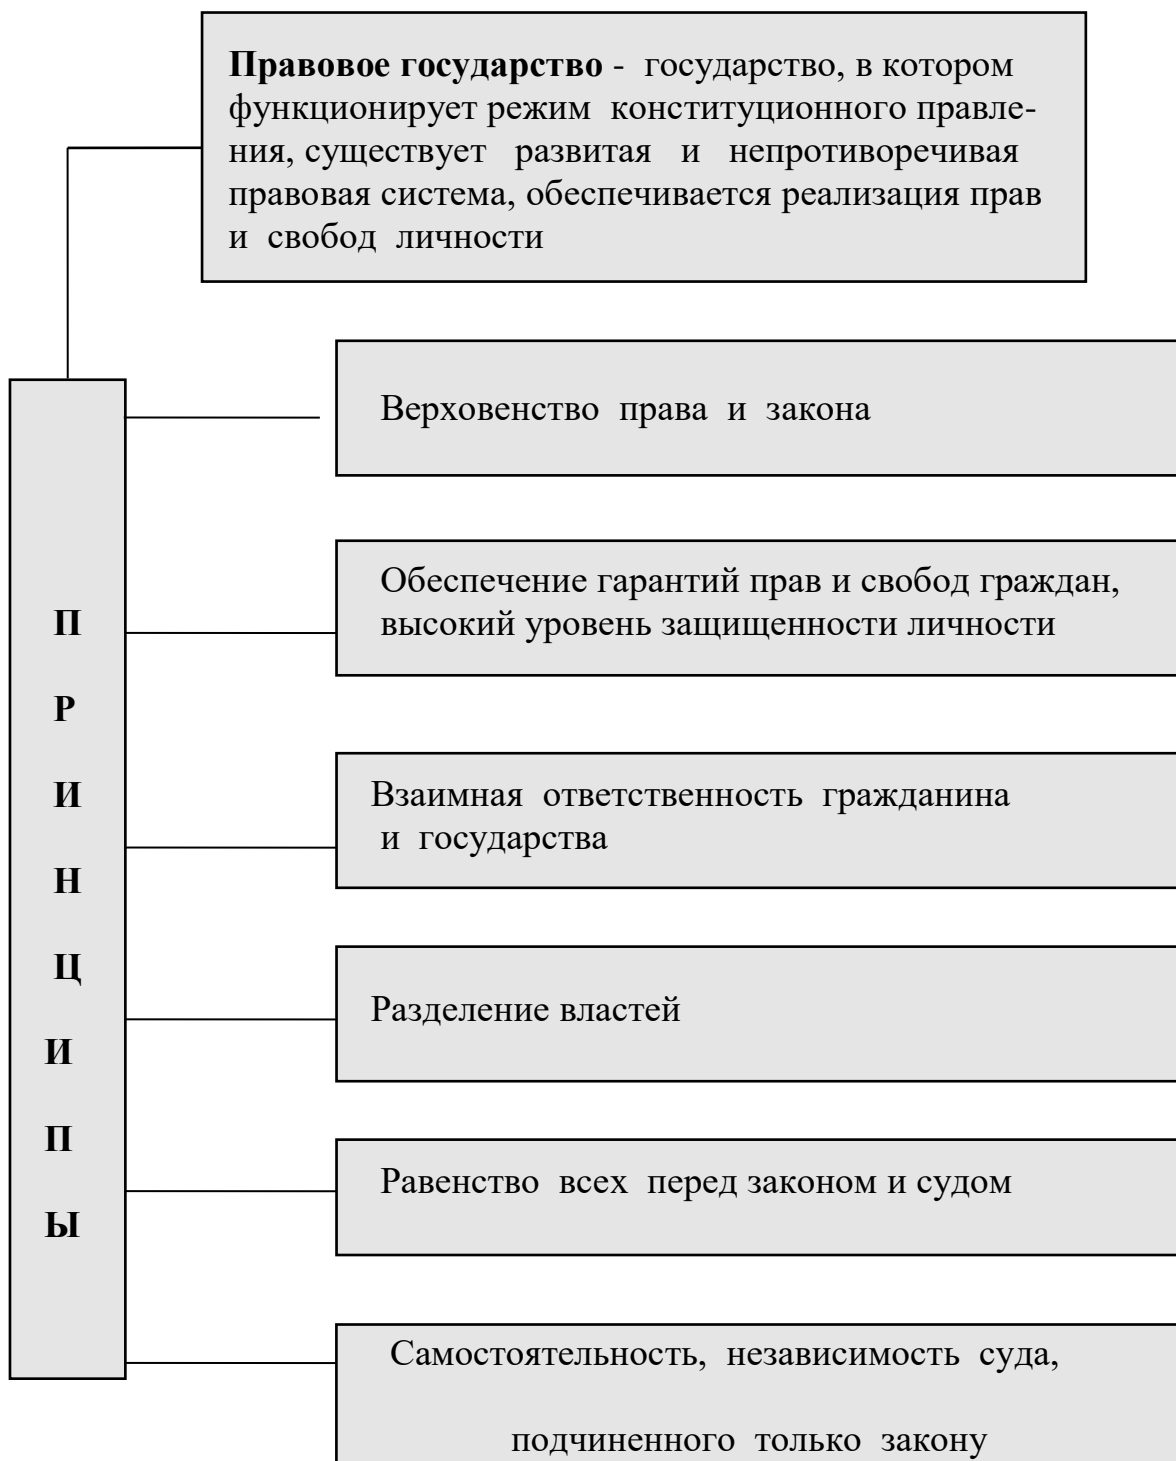 Правовое государство - государство, в котором
функционирует режим конституционного правле-
ния, существует развитая и непротиворечивая
правовая система, обеспечивается реализация прав
и свобод личности
ПРИНЦИПЫ
Верховенство права и закона
Обеспечение гарантий прав и свобод граждан,
высокий уровень защищенности личности
Взаимная ответственность гражданина
и государства
Разделение властей
Равенство всех перед законом и судом
Самостоятельность, независимость суда,
подчиненного только закону